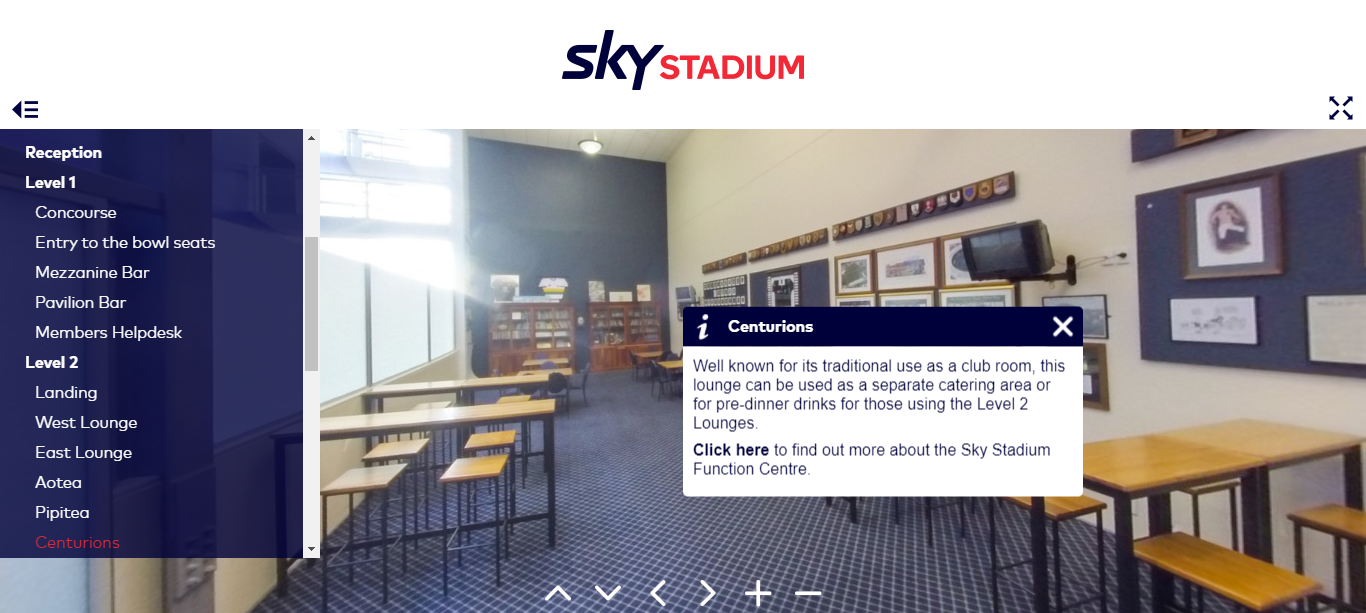 sky STADIUM
Reception
Level 1
Concourse
Entry to the bowl seats
Mezzanine Bar
Pavilion Bar
Members Helpdesk
Level 2
Landing
West Lounge
East Lounge
Aotea
Pipitea
Centurions
i Centurions
Well known for its traditional use as a club room, this
lounge can be used as a separate catering area or
for pre-dinner drinks for those using the Level 2
Lounges.
Click here to find out more about the Sky Stadium
Function Centre.